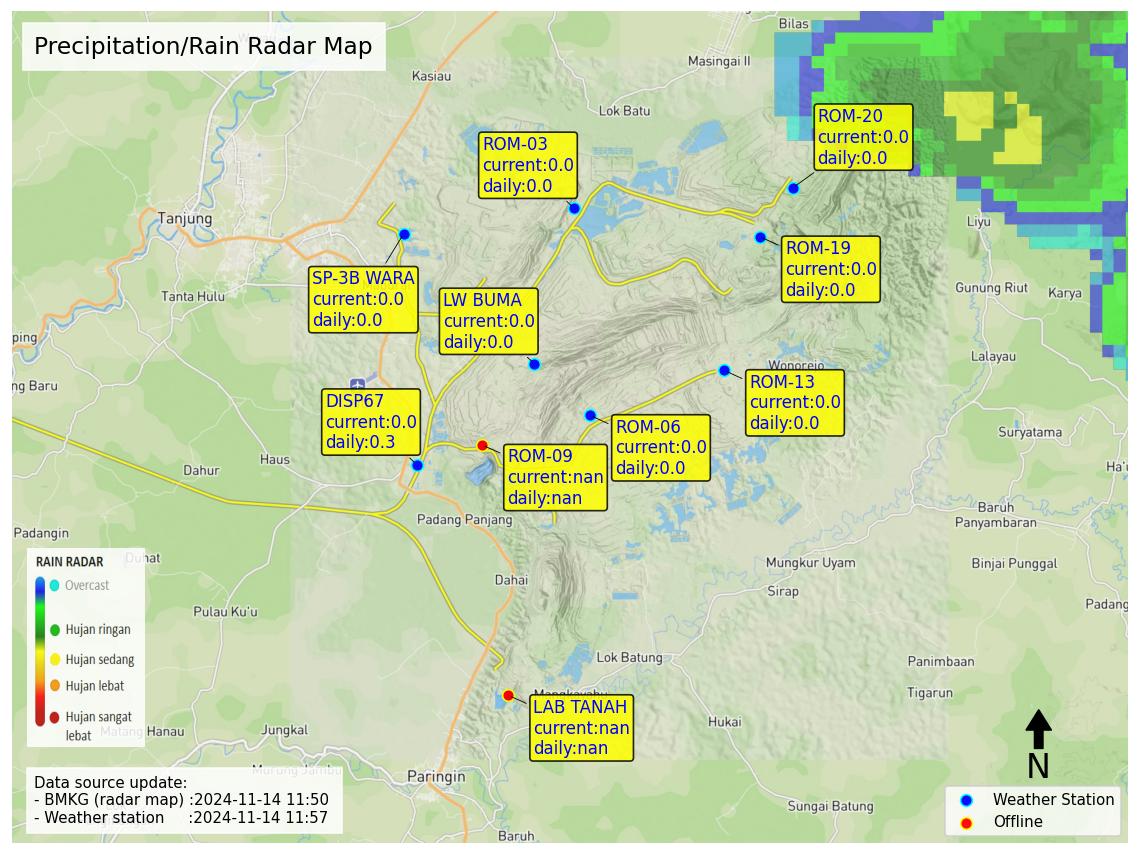 Precipitation/Rain Radar Map
Bilas
Masingai II
Kasiau
Lok Batu
ROM-20
current:0.0
daily:0.0
ROM-03
current:0.0
daily:0.0
Tanjung
Liyu
ROM-19
current:0.0
daily:0.0
SP-3B WARA
current:0.0
daily:0.0
Tanta Hulu
LW BUMA
current:0.0
daily:0.0
Gunung Riut
Karya
ping
Lalayau
Wonorejo
ng Baru
ROM-13
current:0.0
daily:0.0
DISP67
current:0.0
daily:0.3
ROM-06
current:0.0
daily:0.0
Suryatama
ROM-09
current:nan
daily:nan
Haus
Dahur
Ha'u
Baruh
Panyambaran
Padang Panjang
Padangin
Duhat
Mungkur Uyam
Binjai Punggal
Dahai
Sirap
Padang
Pulau Ku'u
RAIN RADAR
Overcast
Hujan ringan
Hujan sedang
Hujan lebat
Hujan sangat
lebat
Lok Batung
Panimbaan
Tigarun
Mangkayahu
LAB TANAH
current:nan
daily:nan
Hukai
Matang Hanau
Jungkal
Murung Jambu
Paringin
N
Sungai Batung
Baruh
Data source update:
- BMKG (radar map) :2024-11-14 11:50
- Weather station :2024-11-14 11:57
Weather Station
Offline